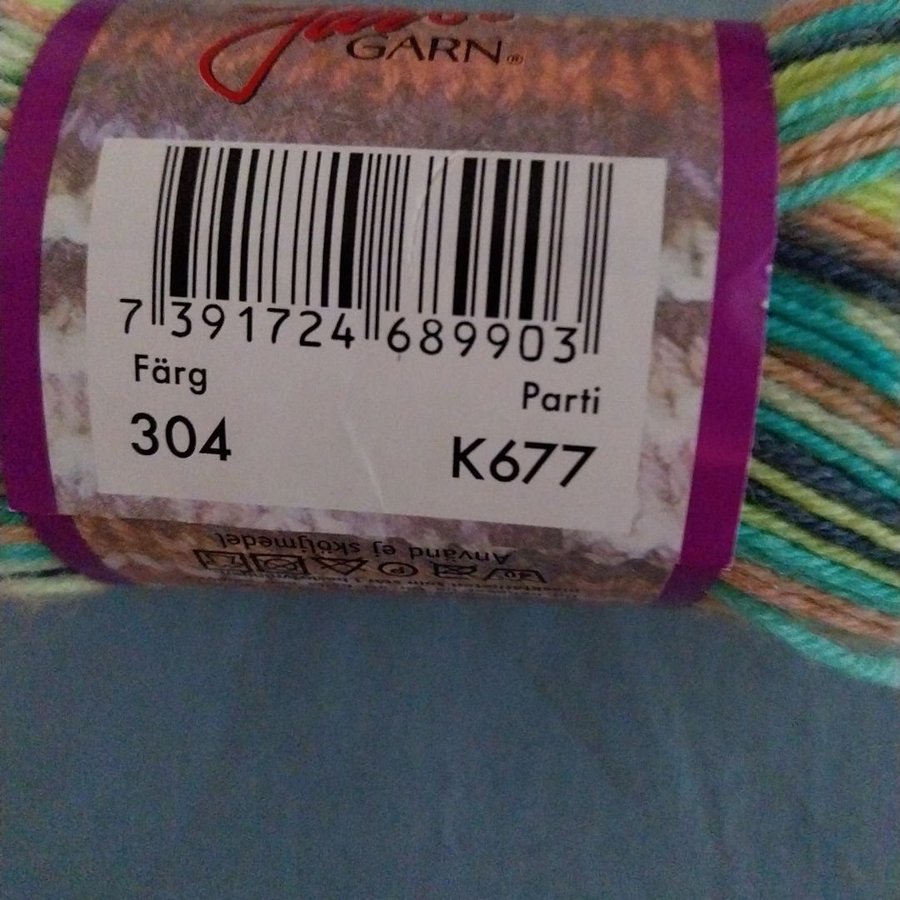 GARN®
7 391724 689903
Färg
Parti
304
K677
Använd ej sköljmedel